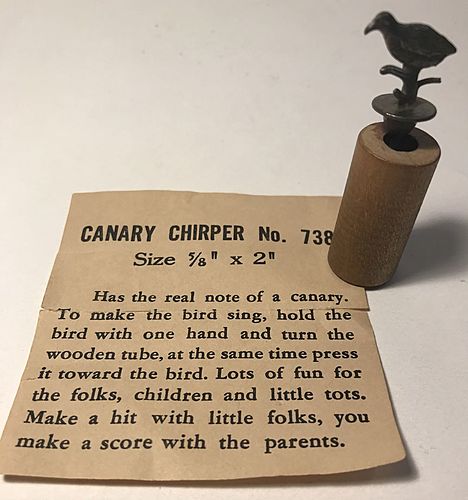 CANARY CHIRPER No. 738
Size ⅝" x 2"
Has the real note of a canary.
To make the bird sing, hold the
bird with one hand and turn the
wooden tube, at the same time press
it toward the bird. Lots of fun for
the folks, children and little tots.
Make a hit with little folks, you
make a score with the parents.